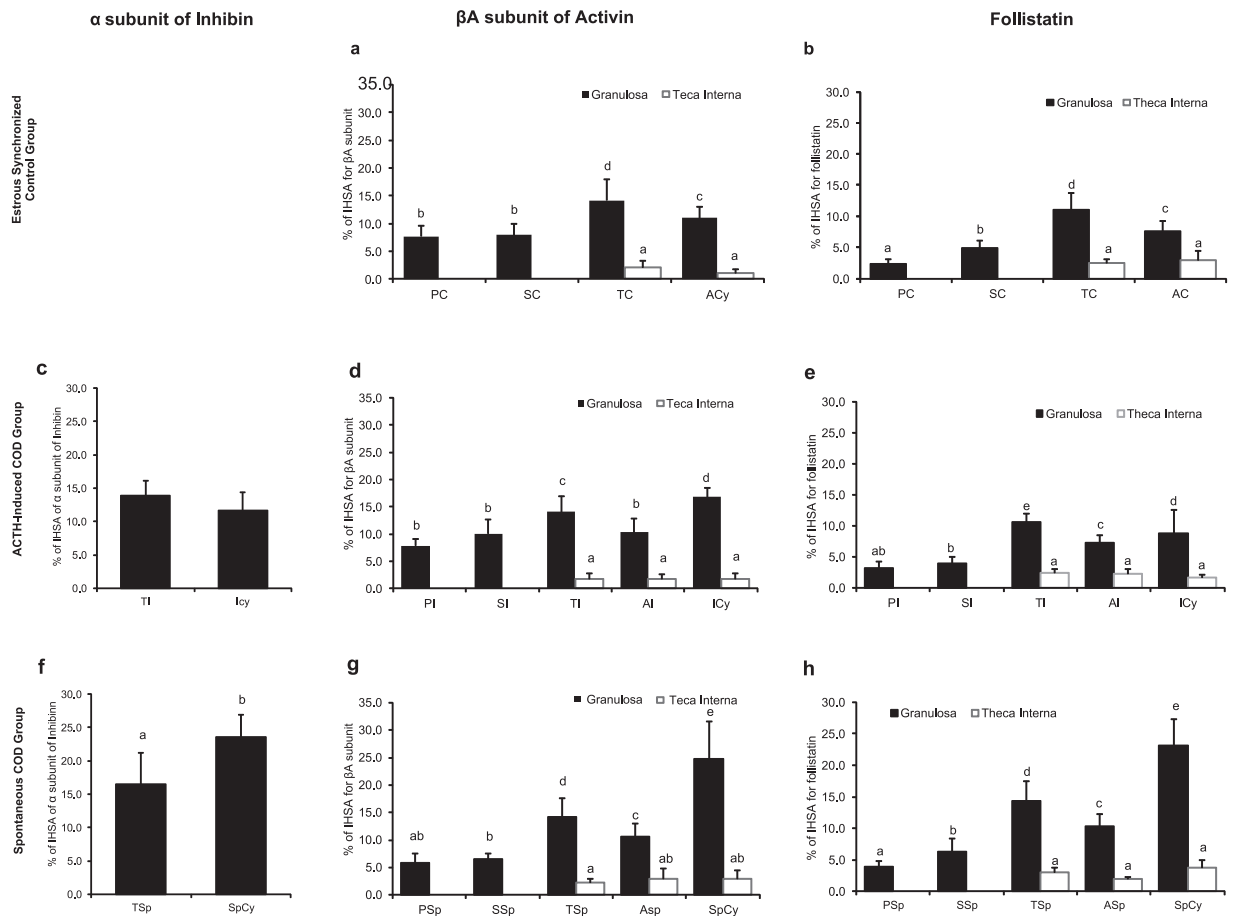 α subunit of Inhibin
βA subunit of Activin
Follistatin
Estrous Synchronized
Control Group
a
% of IHSA for βA subunit
35.0
30.0
25.0
20.0
15.0
10.0
5.0
0.0
Granulosa
Teca Interna
b
b
d
a
c
a
PC
SC
TC
ACy
b
% of IHSA for follistatin
30.0
25.0
20.0
15.0
10.0
5.0
0.0
Granulosa
Theca Interna
a
b
d
a
c
a
PC
SC
TC
AC
ACTH-Induced COD Group
c
% of IHSA of α subunit of Inhibin
30.0
25.0
20.0
15.0
10.0
5.0
0.0
TI
Icy
d
% of IHSA for βA subunit
35.0
30.0
25.0
20.0
15.0
10.0
5.0
0.0
Granulosa
Teca Interna
b
b
c
a
b
a
d
a
PI
SI
TI
AI
ICy
e
% of IHSA for follistatin
30.0
25.0
20.0
15.0
10.0
5.0
0.0
Granulosa
Theca Interna
ab
b
e
a
c
a
d
a
PI
SI
TI
AI
ICy
Spontaneous COD Group
f
% of IHSA of α subunit of Inhibinn
30.0
25.0
20.0
15.0
10.0
5.0
0.0
a
b
TSp
SpCy
g
% of IHSA for βA subunit
35.0
30.0
25.0
20.0
15.0
10.0
5.0
0.0
Granulosa
Teca Interna
ab
b
d
a
c
ab
e
ab
PSp
SSp
TSp
Asp
SpCy
h
% of IHSA for follistatin
30.0
25.0
20.0
15.0
10.0
5.0
0.0
Granulosa
Theca Interna
a
b
d
a
c
a
e
a
PSp
SSp
TSp
ASp
SpCy